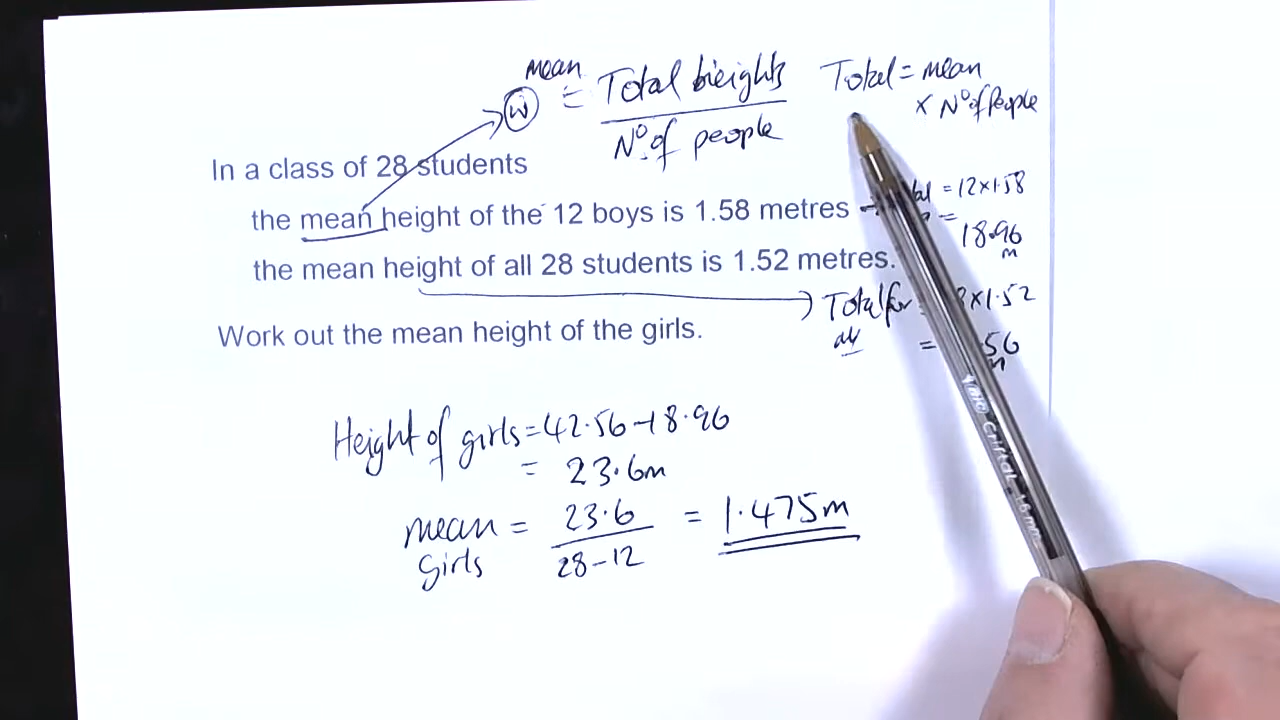 mean
= Total heights
Nº of people
Total = mean
× Nº of People
In a class of 28 students
the mean height of the 12 boys is 1.58 metres
= 12×1.58
=
18.96
m
the mean height of all 28 students is 1.52 metres.
Total for
×1.52
all
=
56
m
Work out the mean height of the girls.
Height of girls = 42.56 - 18.96
= 23.6m
mean = 23.6 = 1.475m
girls 28-12
Cristal 1.6mm